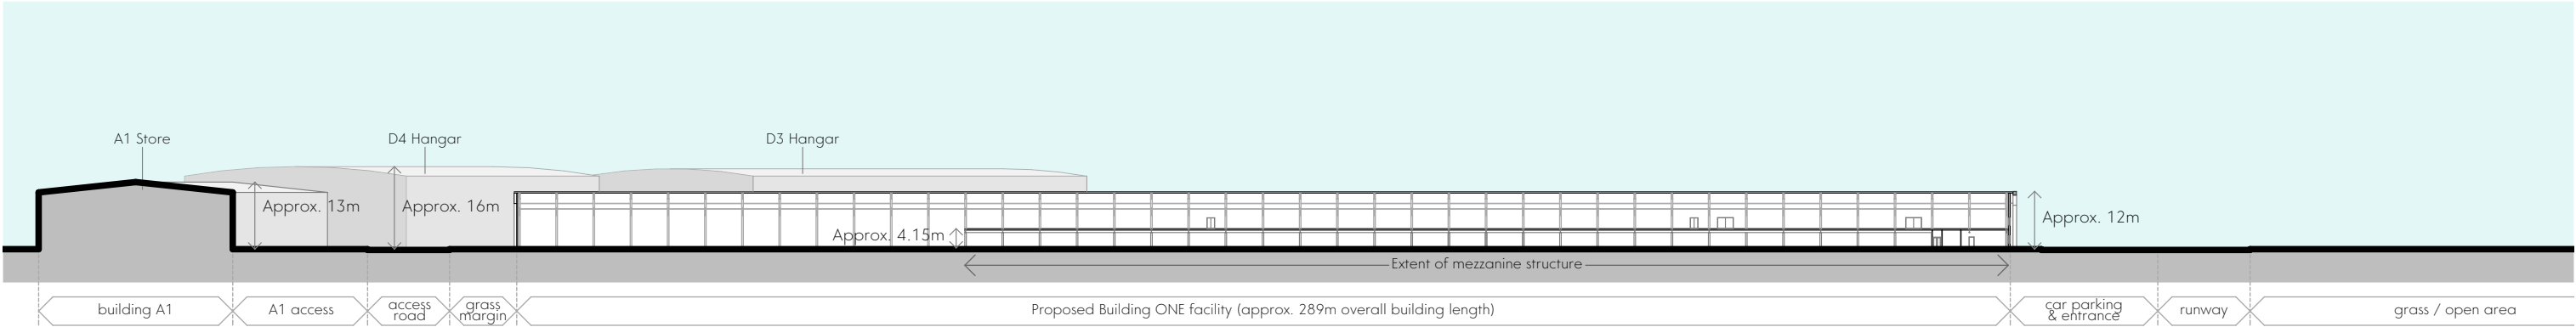 A1 Store
D4 Hangar
D3 Hangar
Approx. 13m
Approx. 16m
Approx. 4.15m
Approx. 12m
Extent of mezzanine structure
building A1
A1 access
access
road
grass
margin
Proposed Building ONE facility (approx. 289m overall building length)
car parking
& entrance
runway
grass / open area